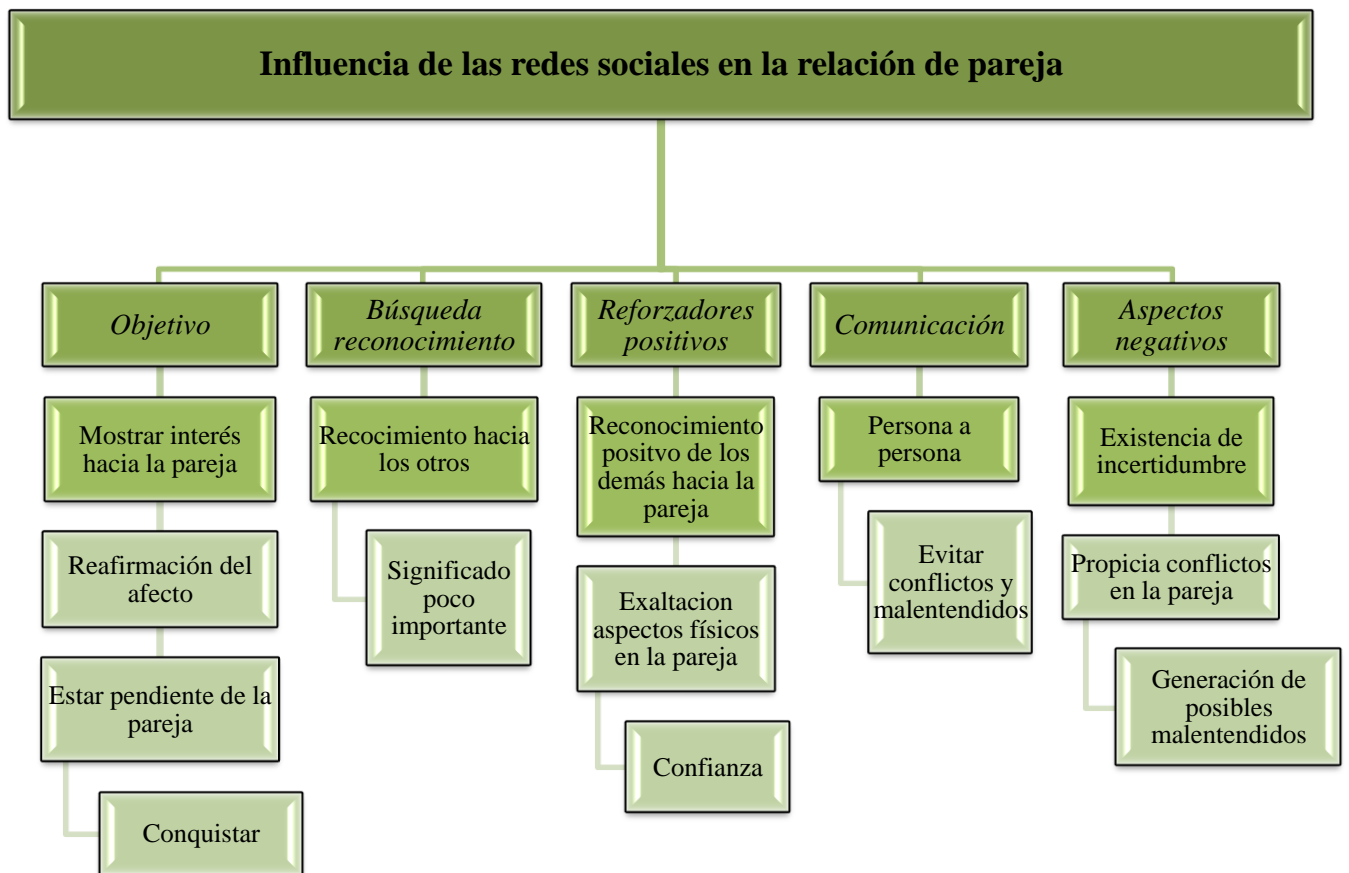 Influencia de las redes sociales en la relación de pareja
Objetivo
Mostrar interés
hacia la pareja
Reafirmación del
afecto
Estar pendiente de la
pareja
Conquistar
Búsqueda
reconocimiento
Recocimiento hacia
los otros
Significado
poco
importante
Reforzadores
positivos
Reconocimiento
positvo de los
demás hacia la
pareja
Exaltacion
aspectos físicos
en la pareja
Confianza
Comunicación
Persona a
persona
Evitar
conflictos y
malentendidos
Aspectos
negativos
Existencia de
incertidumbre
Propicia conflictos
en la pareja
Generación de
posibles
malentendidos